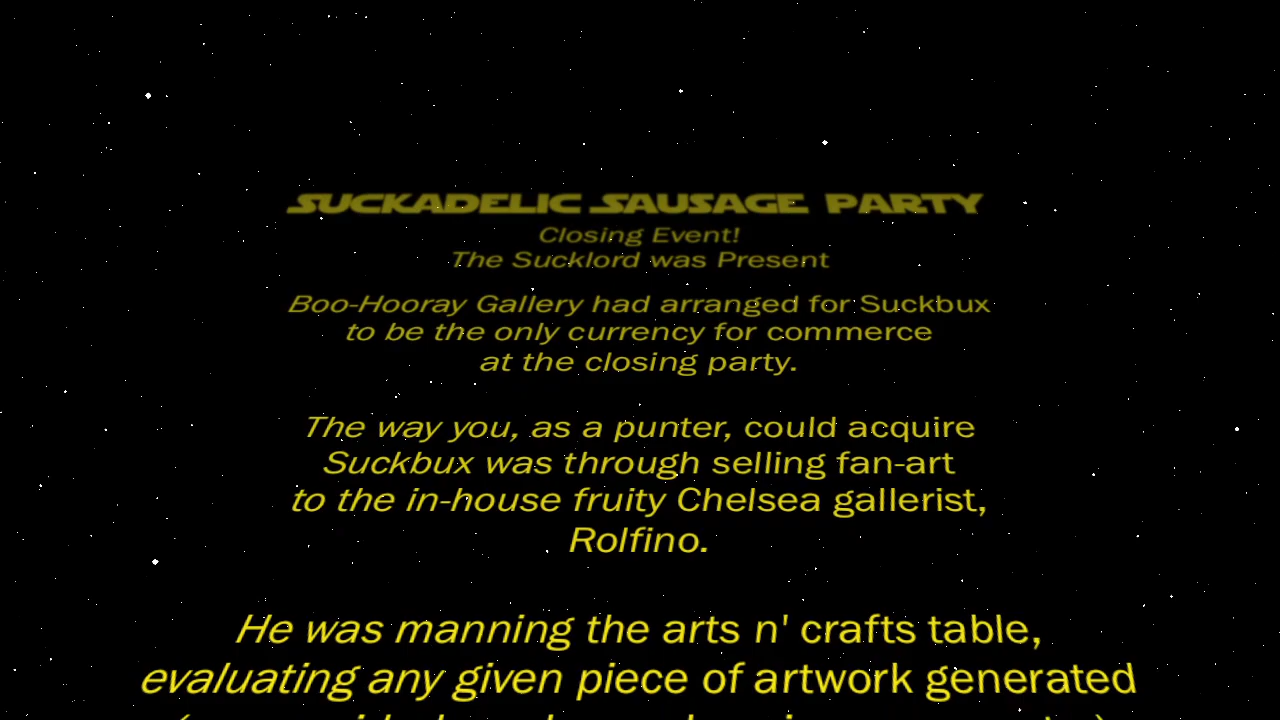 SUCKADELIC SAUSAGE PARTY
Closing Event!
The Sucklord was Present
Boo-Hooray Gallery had arranged for Suckbux
to be the only currency for commerce
at the closing party.
The way you, as a punter, could acquire
Suckbux was through selling fan-art
to the in-house fruity Chelsea gallerist,
Rolfino.
He was manning the arts n' crafts table,
evaluating any given piece of artwork generated